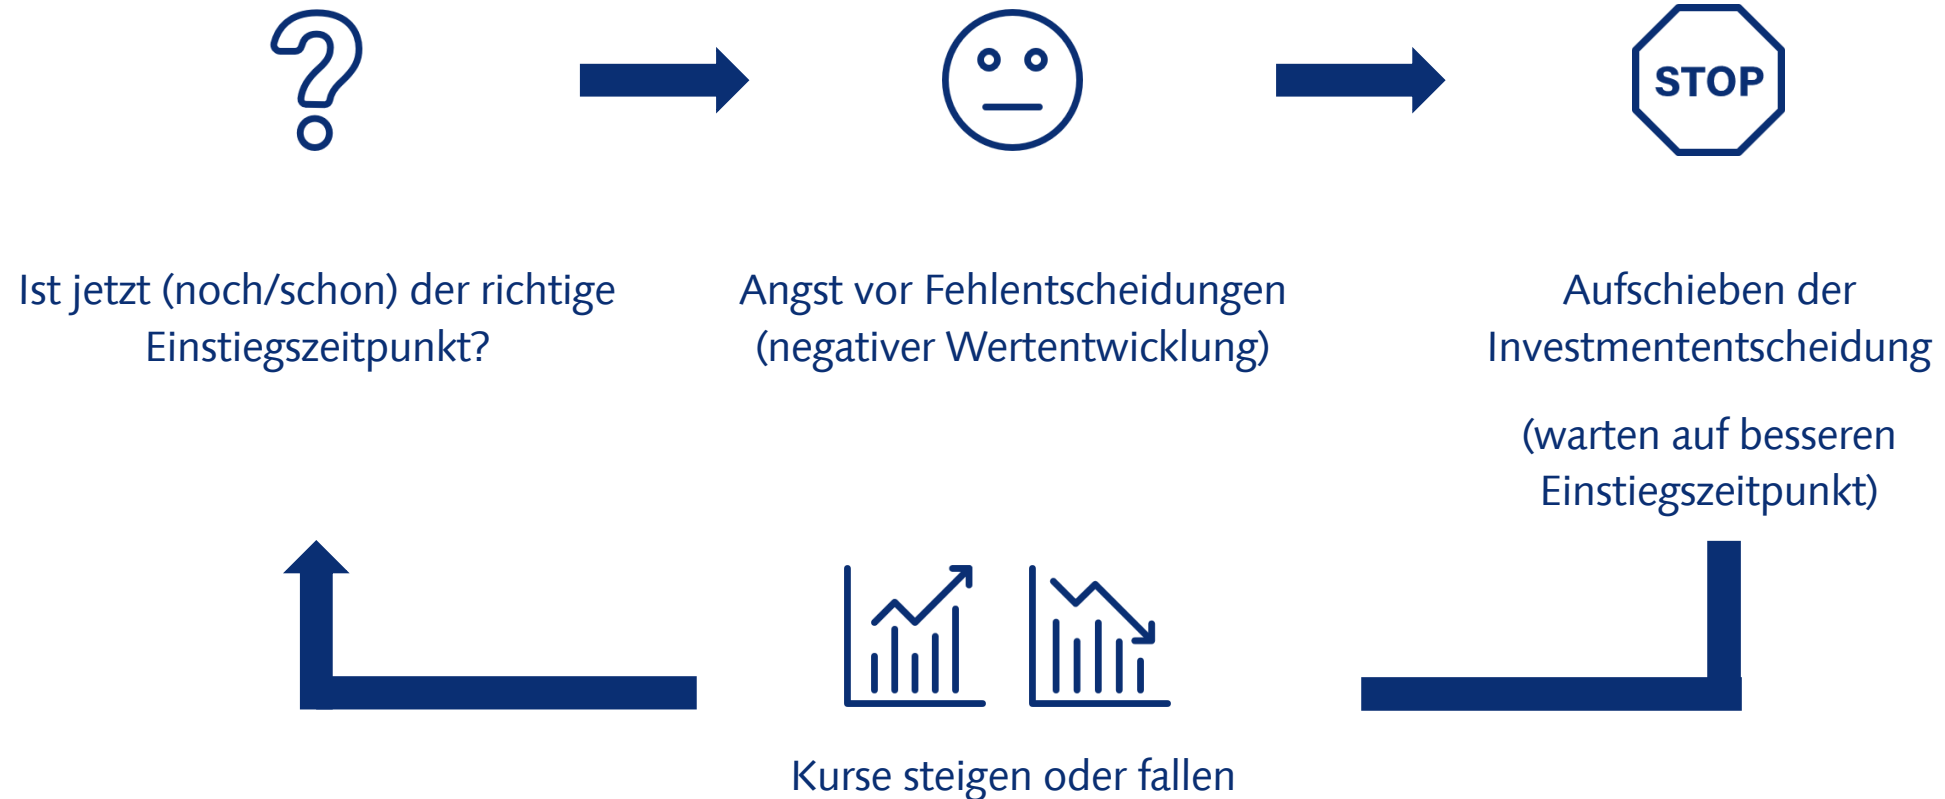 STOP
Ist jetzt (noch/schon) der richtige
Einstiegszeitpunkt?
Angst vor Fehlentscheidungen
(negativer Wertentwicklung)
Aufschieben der
Investmententscheidung
(warten auf besseren
Einstiegszeitpunkt)
Kurse steigen oder fallen